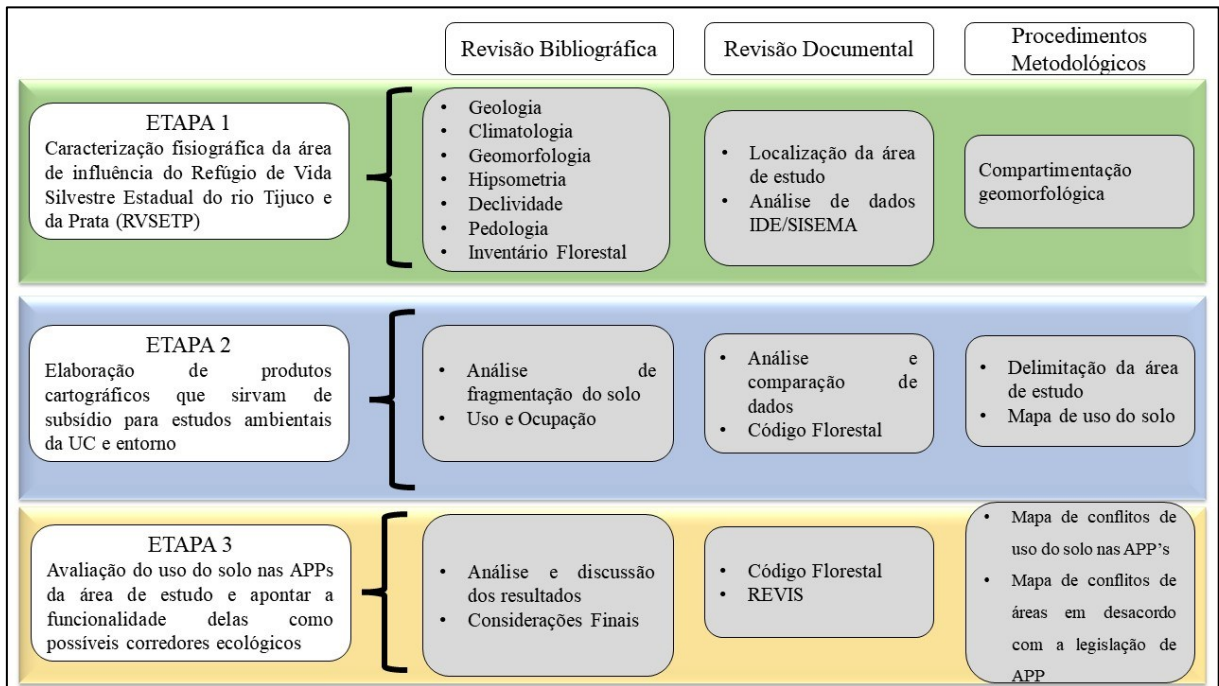 Revisão Bibliográfica
Revisão Documental
Procedimentos
Metodológicos
ETAPA 1
Caracterização fisiográfica da área
de influência do Refúgio de Vida
Silvestre Estadual do rio Tijuco e
da Prata (RVSETP)
• Geologia
• Climatologia
• Geomorfologia
• Hipsometria
• Declividade
• Pedologia
• Inventário Florestal
• Localização da área
de estudo
• Análise de dados
IDE/SISEMA
Compartimentação
geomorfológica
ETAPA 2
Elaboração de produtos
cartográficos que sirvam de
subsídio para estudos ambientais
da UC e entorno
• Análise de
fragmentação do solo
• Uso e Ocupação
• Análise e
comparação de
dados
• Código Florestal
• Delimitação da área
de estudo
• Mapa de uso do solo
ETAPA 3
Avaliação do uso do solo nas APPs
da área de estudo e apontar a
funcionalidade delas como
possíveis corredores ecológicos
• Análise e discussão
dos resultados
• Considerações Finais
• Código Florestal
• REVIS
• Mapa de conflitos de
uso do solo nas APP's
• Mapa de conflitos de
áreas em desacordo
com a legislação de
APP